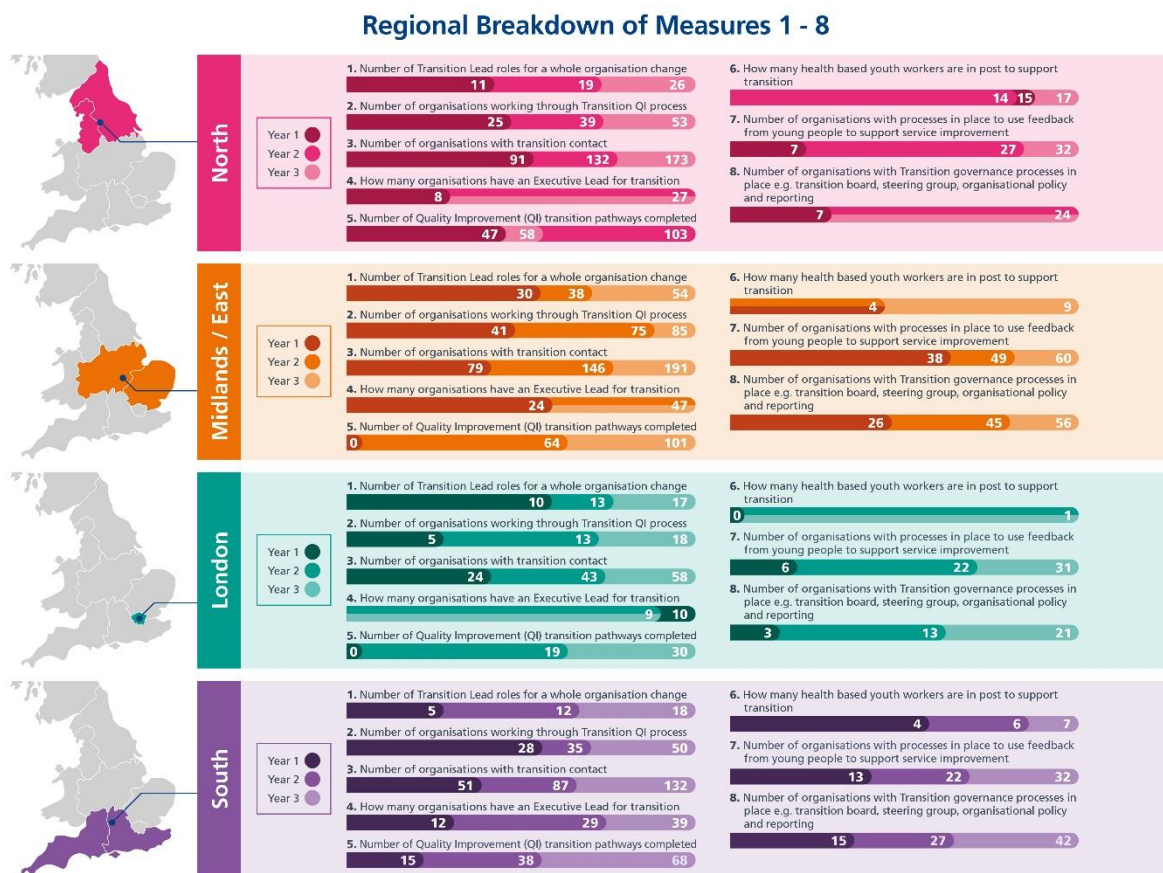 Regional Breakdown of Measures 1 - 8
North
Year 1
Year 2
Year 3
1. Number of Transition Lead roles for a whole organisation change
11 19 26
2. Number of organisations working through Transition QI process
25 39 53
3. Number of organisations with transition contact
91 132 173
4. How many organisations have an Executive Lead for transition
8 27
5. Number of Quality Improvement (QI) transition pathways completed
47 58 103
6. How many health based youth workers are in post to support
transition
14 15 17
7. Number of organisations with processes in place to use feedback
from young people to support service improvement
7 27 32
8. Number of organisations with Transition governance processes in
place e.g. transition board, steering group, organisational policy
and reporting
7 24
Midlands / East
Year 1
Year 2
Year 3
1. Number of Transition Lead roles for a whole organisation change
30 38 54
2. Number of organisations working through Transition QI process
41 75 85
3. Number of organisations with transition contact
79 146 191
4. How many organisations have an Executive Lead for transition
24 47
5. Number of Quality Improvement (QI) transition pathways completed
0 64 101
6. How many health based youth workers are in post to support
transition
4 9
7. Number of organisations with processes in place to use feedback
from young people to support service improvement
38 49 60
8. Number of organisations with Transition governance processes in
place e.g. transition board, steering group, organisational policy
and reporting
26 45 56
London
Year 1
Year 2
Year 3
1. Number of Transition Lead roles for a whole organisation change
10 13 17
2. Number of organisations working through Transition QI process
5 13 18
3. Number of organisations with transition contact
24 43 58
4. How many organisations have an Executive Lead for transition
9 10
5. Number of Quality Improvement (QI) transition pathways completed
0 19 30
6. How many health based youth workers are in post to support
transition
0 1
7. Number of organisations with processes in place to use feedback
from young people to support service improvement
6 22 31
8. Number of organisations with Transition governance processes in
place e.g. transition board, steering group, organisational policy
and reporting
3 13 21
South
Year 1
Year 2
Year 3
1. Number of Transition Lead roles for a whole organisation change
5 12 18
2. Number of organisations working through Transition QI process
28 35 50
3. Number of organisations with transition contact
51 87 132
4. How many organisations have an Executive Lead for transition
12 29 39
5. Number of Quality Improvement (QI) transition pathways completed
15 38 68
6. How many health based youth workers are in post to support
transition
4 6 7
7. Number of organisations with processes in place to use feedback
from young people to support service improvement
13 22 32
8. Number of organisations with Transition governance processes in
place e.g. transition board, steering group, organisational policy
and reporting
15 27 42